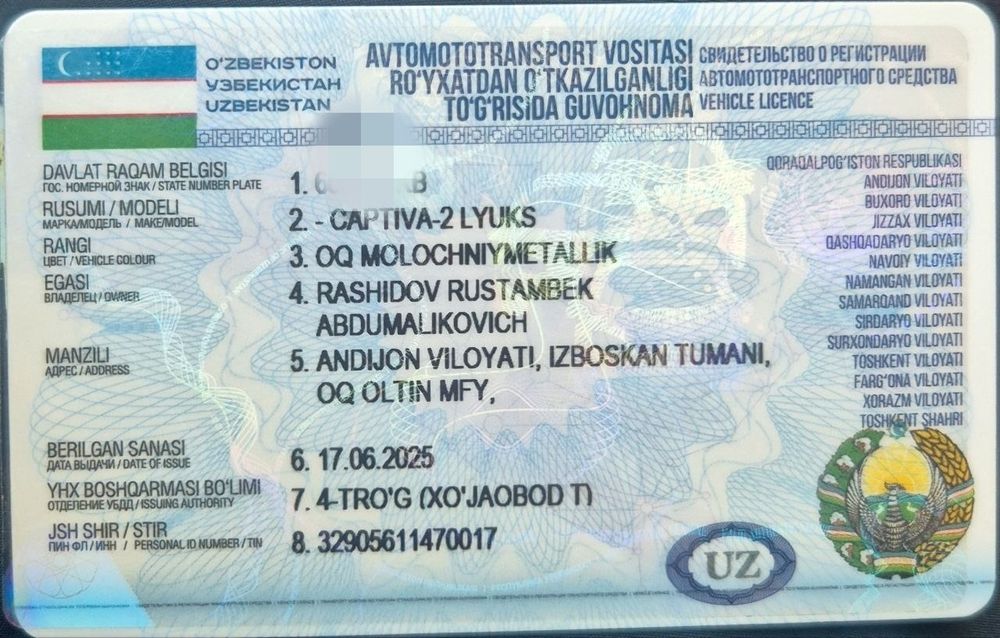 O'ZBEKISTON
УЗБЕКИСТАН
UZBEKISTAN
AVTOMOTOTRANSPORT VOSITASI
RO'YXATDAN O'TKAZILGANLIGI
TO'G'RISIDA GUVOHNOMA
СВИДЕТЕЛЬСТВО О РЕГИСТРАЦИИ
АВТОМОТОТРАНСПОРТНОГО СРЕДСТВА
VEHICLE LICENCE
DAVLAT RAQAM BELGISI
ГОС. НОМЕРНОЙ ЗНАК / STATE NUMBER PLATE
1.
RUSUMI / MODELI
МАРКА/МОДЕЛЬ / MAKE/MODEL
2. - CAPTIVA-2 LYUKS
RANGI
ЦВЕТ / VEHICLE COLOUR
3. OQ MOLOCHNIYMETALLIK
EGASI
ВЛАДЕЛЕЦ / OWNER
4. RASHIDOV RUSTAMBEK
ABDUMALIKOVICH
MANZILI
АДРЕС / ADDRESS
5. ANDIJON VILOYATI, IZBOSKAN TUMANI,
OQ OLTIN MFY,
BERILGAN SANASI
ДАТА ВЫДАЧИ / DATE OF ISSUE
6. 17.06.2025
YHX BOSHQARMASI BO'LIMI
ОТДЕЛЕНИЕ УБДД / ISSUING AUTHORITY
7. 4-TRO'G (XO'JAOBOD T)
JSH SHIR / STIR
ПИН ФЛ / ИНН / PERSONAL ID NUMBER / TIN
8. 32905611470017
QORAQALPOG'ISTON RESPUBLIKASI
ANDIJON VILOYATI
BUXORO VILOYATI
JIZZAX VILOYATI
QASHQADARYO VILOYATI
NAVOIY VILOYATI
NAMANGAN VILOYATI
SAMARQAND VILOYATI
SIRDARYO VILOYATI
SURXONDARYO VILOYATI
TOSHKENT VILOYATI
FARG'ONA VILOYATI
XORAZM VILOYATI
TOSHKENT SHAHRI
UZ